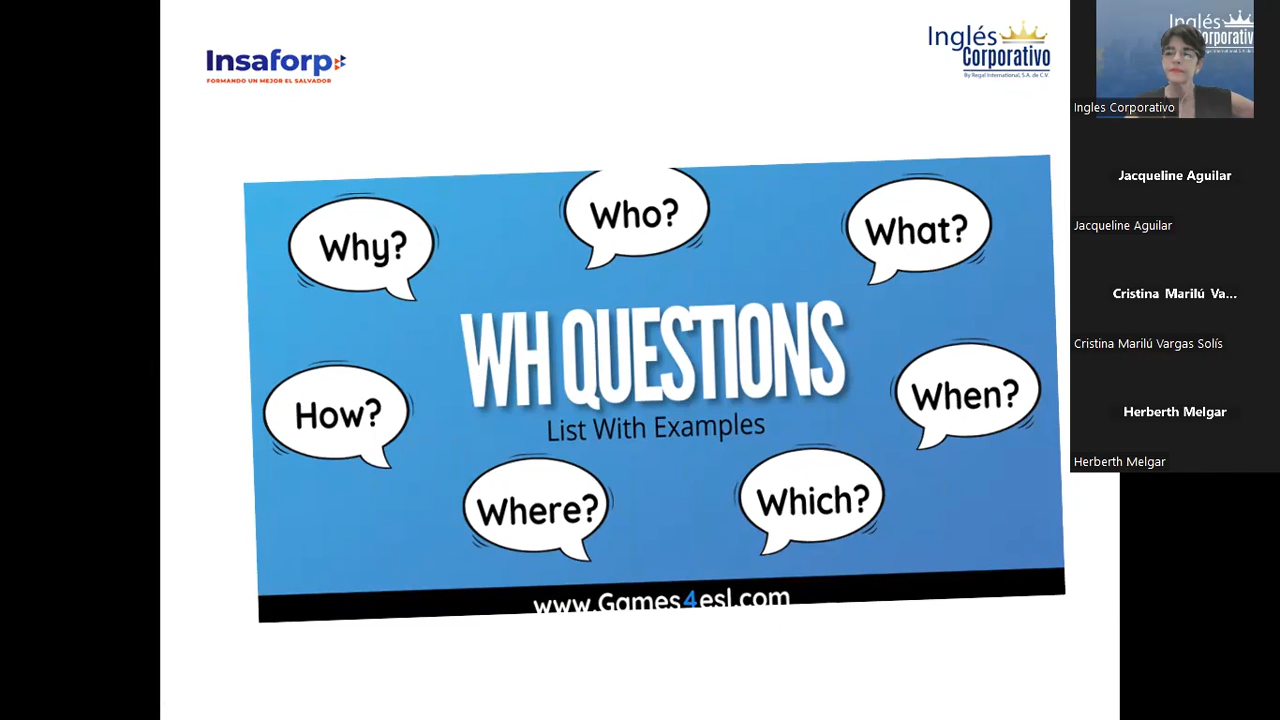 Insaforp
FORMANDO UN MEJOR EL SALVADOR
Inglés
Corporativo
By Regal International, S.A. de C.V.
Why?
Who?
What?
WH QUESTIONS
List With Examples
How?
When?
Where?
Which?
www.Games4esl.com
Inglés
Ingles Corporativo
Jacqueline Aguilar
Jacqueline Aguilar
Cristina Marilú Va...
Cristina Marilú Vargas Solís
Herberth Melgar
Herberth Melgar